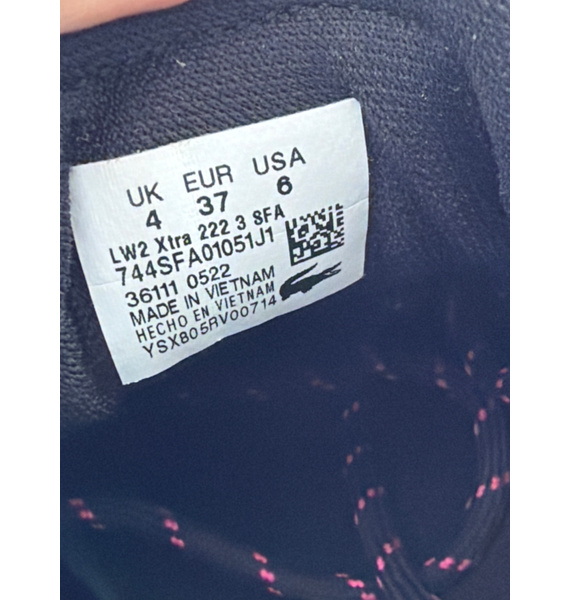 UK EUR USA
4 37 6
LW2 Xtra 222 3 SFA
744SFA01051J1
36111 0522
MADE IN VIETNAM
HECHO EN VIETNAM
YSX805RV00714